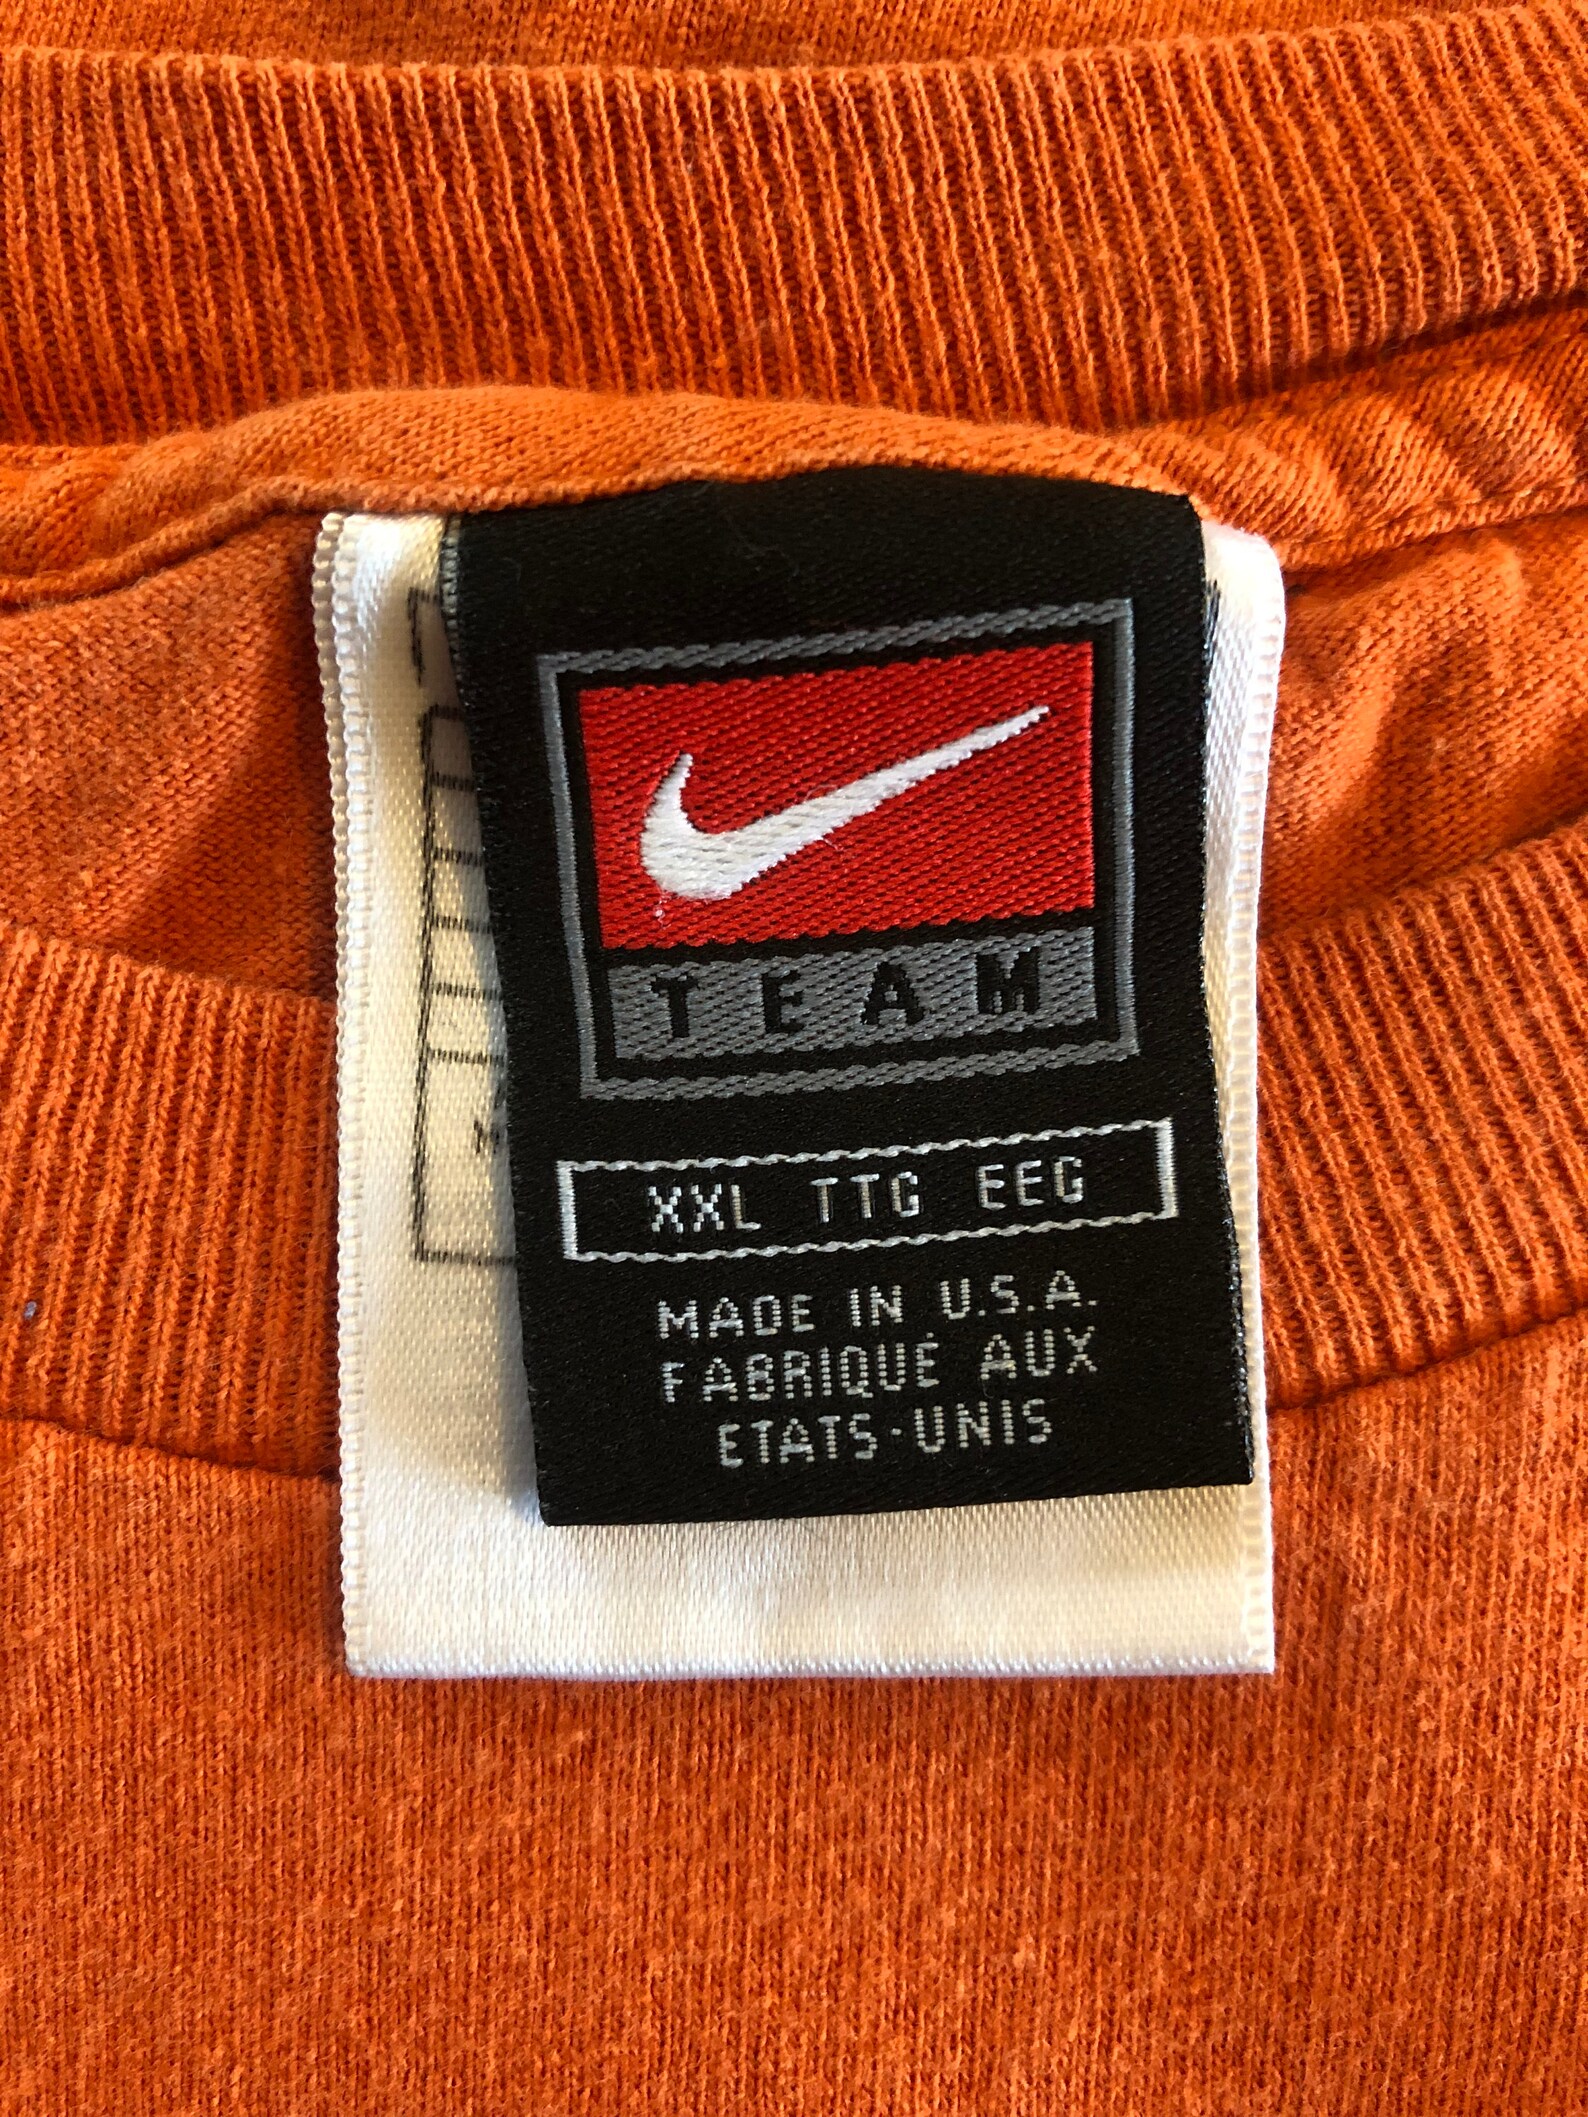 TEAM
XXL TTG EEG
MADE IN U.S.A.
FABRIQUÉ AUX
ETATS-UNIS